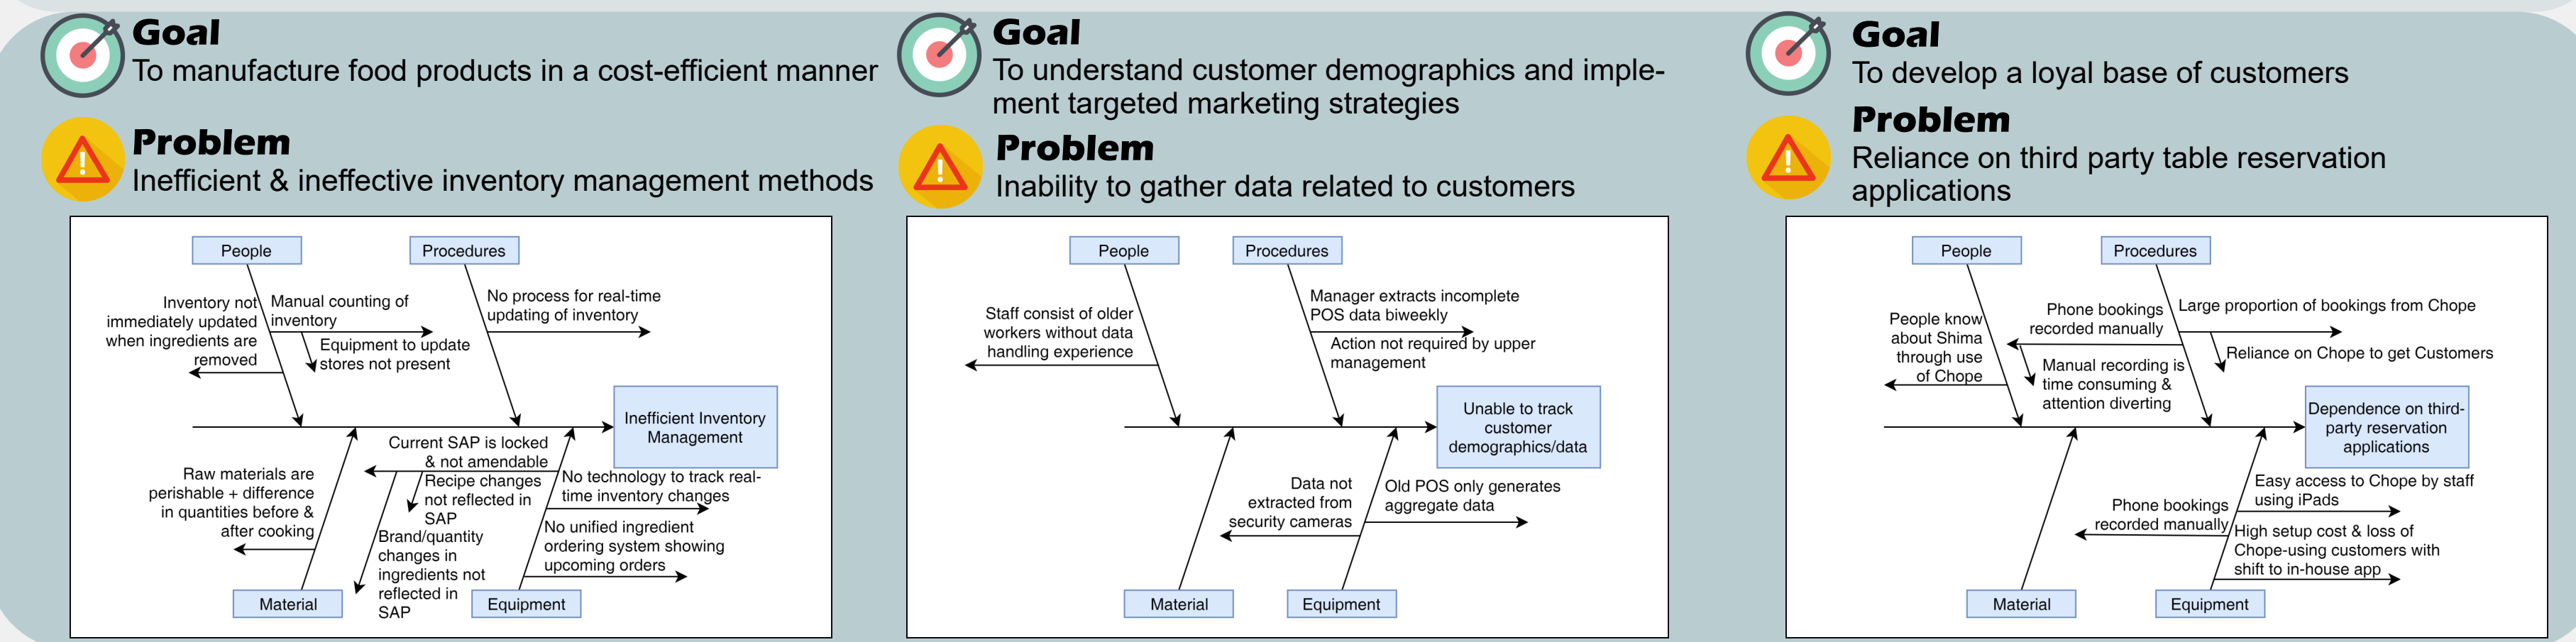 Goal
To manufacture food products in a cost-efficient manner
Problem
Inefficient & ineffective inventory management methods
People
Procedures
Inventory not
immediately updated
when ingredients are
removed
Manual counting of
inventory
Equipment to update
stores not present
No process for real-time
updating of inventory
Inefficient Inventory
Management
Raw materials are
perishable + difference
in quantities before &
after cooking
Current SAP is locked
& not amendable
Recipe changes
not reflected in
SAP
Brand/quantity
changes in
ingredients not
reflected in
SAP
No technology to track real-
time inventory changes
No unified ingredient
ordering system showing
upcoming orders
Material
Equipment
Goal
To understand customer demographics and imple-
ment targeted marketing strategies
Problem
Inability to gather data related to customers
People
Procedures
Staff consist of older
workers without data
handling experience
Manager extracts incomplete
POS data biweekly
Action not required by upper
management
Unable to track
customer
demographics/data
Data not
extracted from
security cameras
Old POS only generates
aggregate data
Material
Equipment
Goal
To develop a loyal base of customers
Problem
Reliance on third party table reservation
applications
People
Procedures
People know
about Shima
through use
of Chope
Phone bookings
recorded manually
Manual recording is
time consuming &
attention diverting
Large proportion of bookings from Chope
Reliance on Chope to get Customers
Dependence on third-
party reservation
applications
Phone bookings
recorded manually
Easy access to Chope by staff
using iPads
High setup cost & loss of
Chope-using customers with
shift to in-house app
Material
Equipment